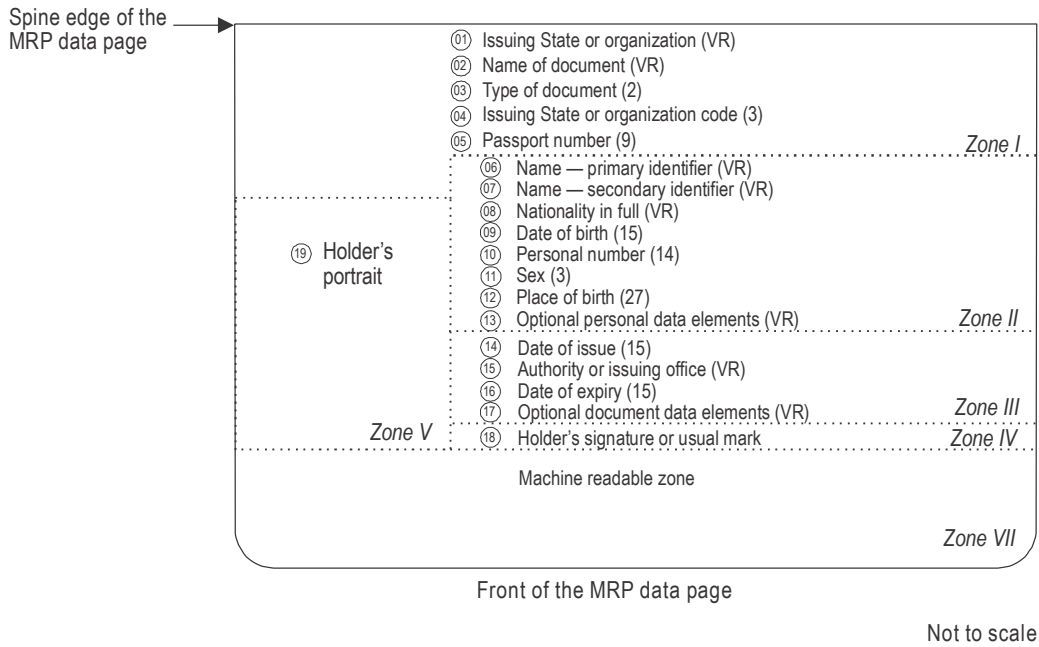 Spine edge of the
MRP data page
01 Issuing State or organization (VR)
02 Name of document (VR)
03 Type of document (2)
04 Issuing State or organization code (3)
05 Passport number (9)
Zone I
06 Name — primary identifier (VR)
07 Name — secondary identifier (VR)
08 Nationality in full (VR)
09 Date of birth (15)
10 Personal number (14)
11 Sex (3)
12 Place of birth (27)
13 Optional personal data elements (VR)
Zone II
19 Holder's
portrait
Zone V
14 Date of issue (15)
15 Authority or issuing office (VR)
16 Date of expiry (15)
17 Optional document data elements (VR)
Zone III
18 Holder's signature or usual mark
Zone IV
Machine readable zone
Zone VII
Front of the MRP data page
Not to scale